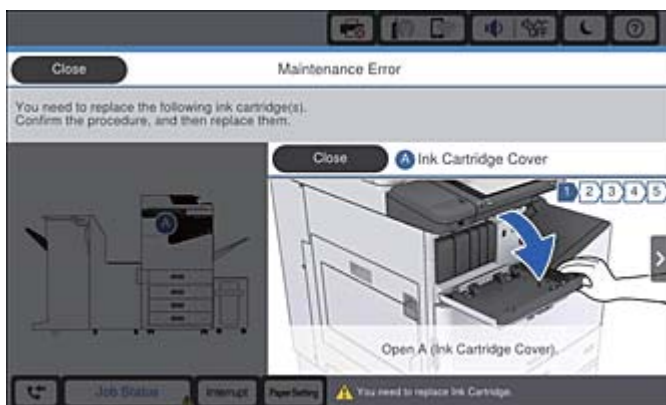 OFF
Close
Maintenance Error
You need to replace the following ink cartridge(s).
Confirm the procedure, and then replace them.
Close
A Ink Cartridge Cover
1 2 3 4 5
A
Open A (Ink Cartridge Cover).
Job Status
Interrupt
Paper Setting
You need to replace Ink Cartridge.